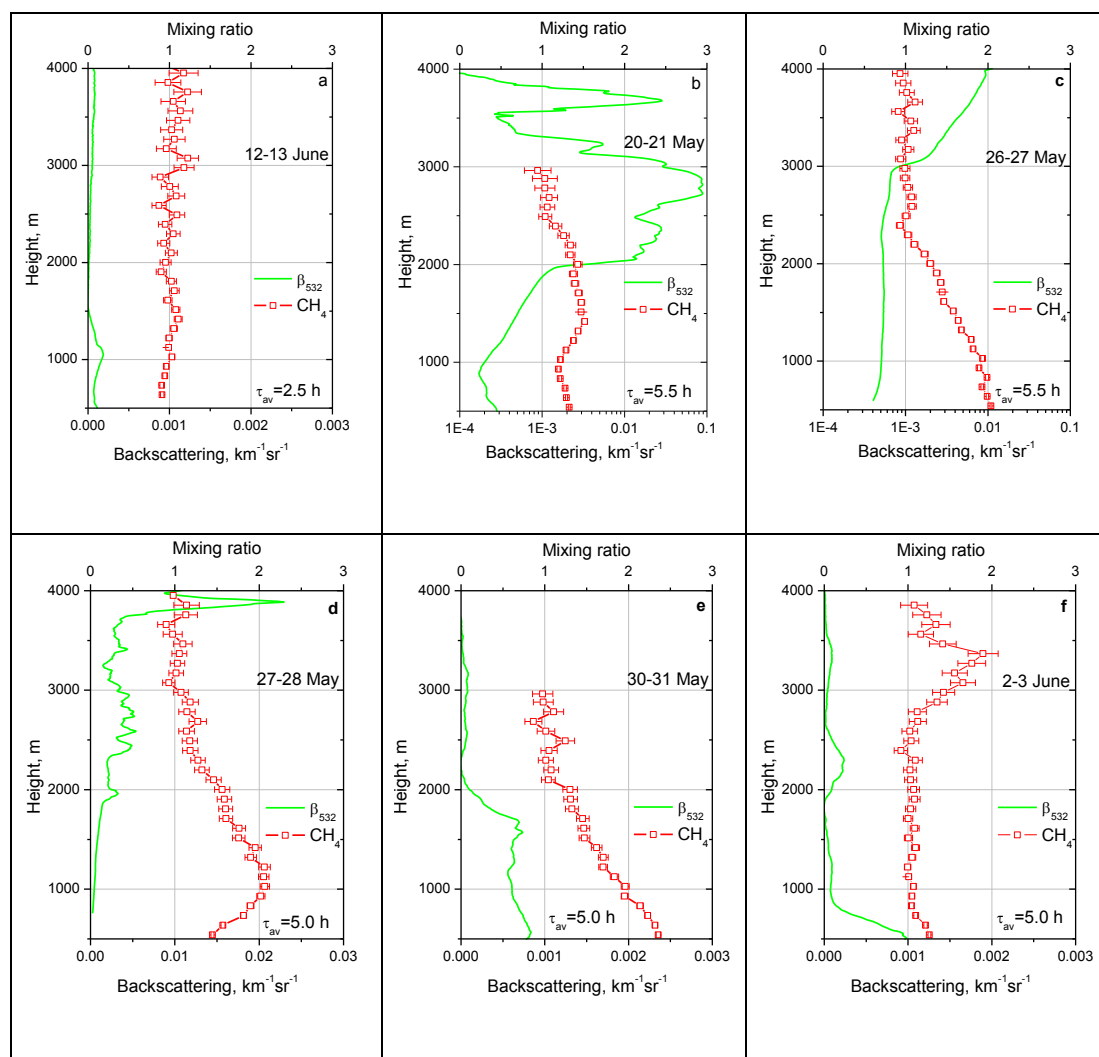 Mixing ratio
0 1 2 3
4000
3000
2000
1000
Height, m
a
12-13 June
β532
CH4
τav=2.5 h
0.000 0.001 0.002 0.003
Backscattering, km-1sr-1
Mixing ratio
0 1 2 3
4000
3000
2000
1000
Height, m
b
20-21 May
β532
CH4
τav=5.5 h
1E-4 1E-3 0.01 0.1
Backscattering, km-1sr-1
Mixing ratio
0 1 2 3
4000
3000
2000
1000
Height, m
c
26-27 May
β532
CH4
τav=5.5 h
1E-4 1E-3 0.01 0.1
Backscattering, km-1sr-1
Mixing ratio
0 1 2 3
4000
3000
2000
1000
Height, m
d
27-28 May
β532
CH4
τav=5.0 h
0.00 0.01 0.02 0.03
Backscattering, km-1sr-1
Mixing ratio
0 1 2 3
4000
3000
2000
1000
Height, m
e
30-31 May
β532
CH4
τav=5.0 h
0.000 0.001 0.002 0.003
Backscattering, km-1sr-1
Mixing ratio
0 1 2 3
4000
3000
2000
1000
Height, m
f
2-3 June
β532
CH4
τav=5.0 h
0.000 0.001 0.002 0.003
Backscattering, km-1sr-1